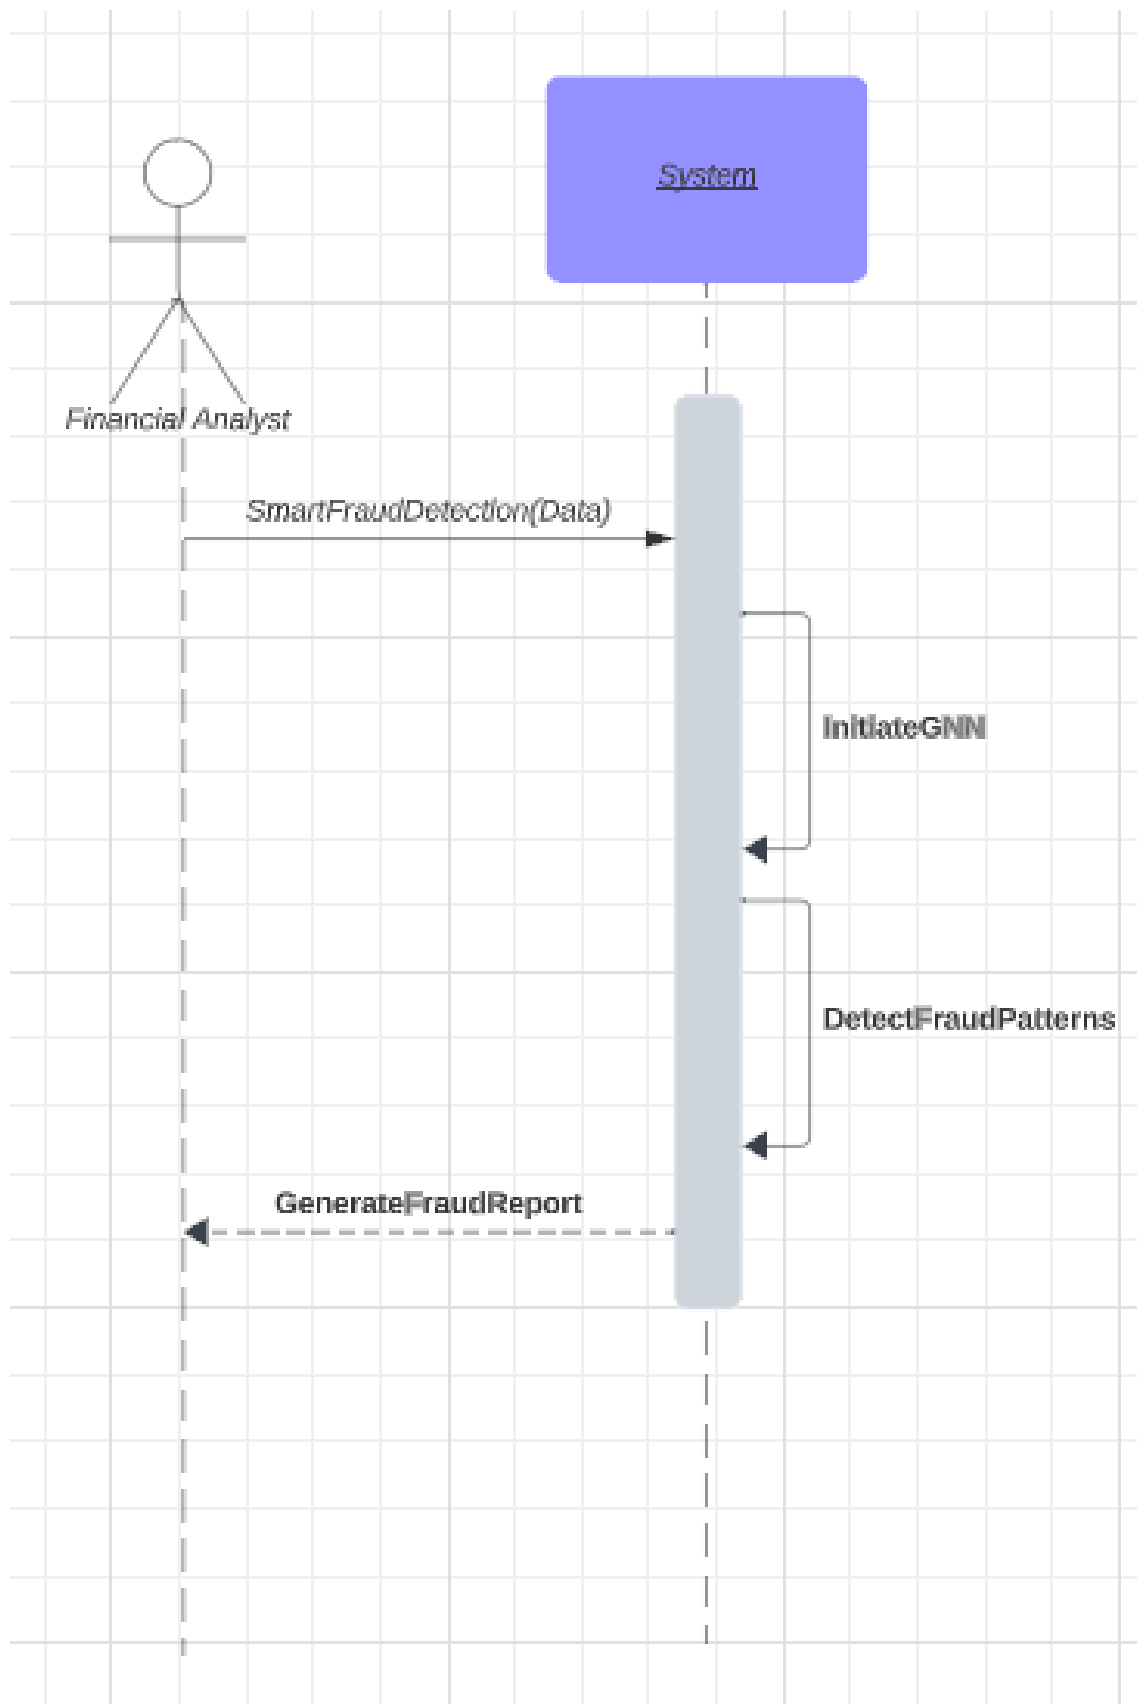 System
Financial Analyst
SmartFraudDetection(Data)
InitiateGNN
DetectFraudPatterns
GenerateFraudReport